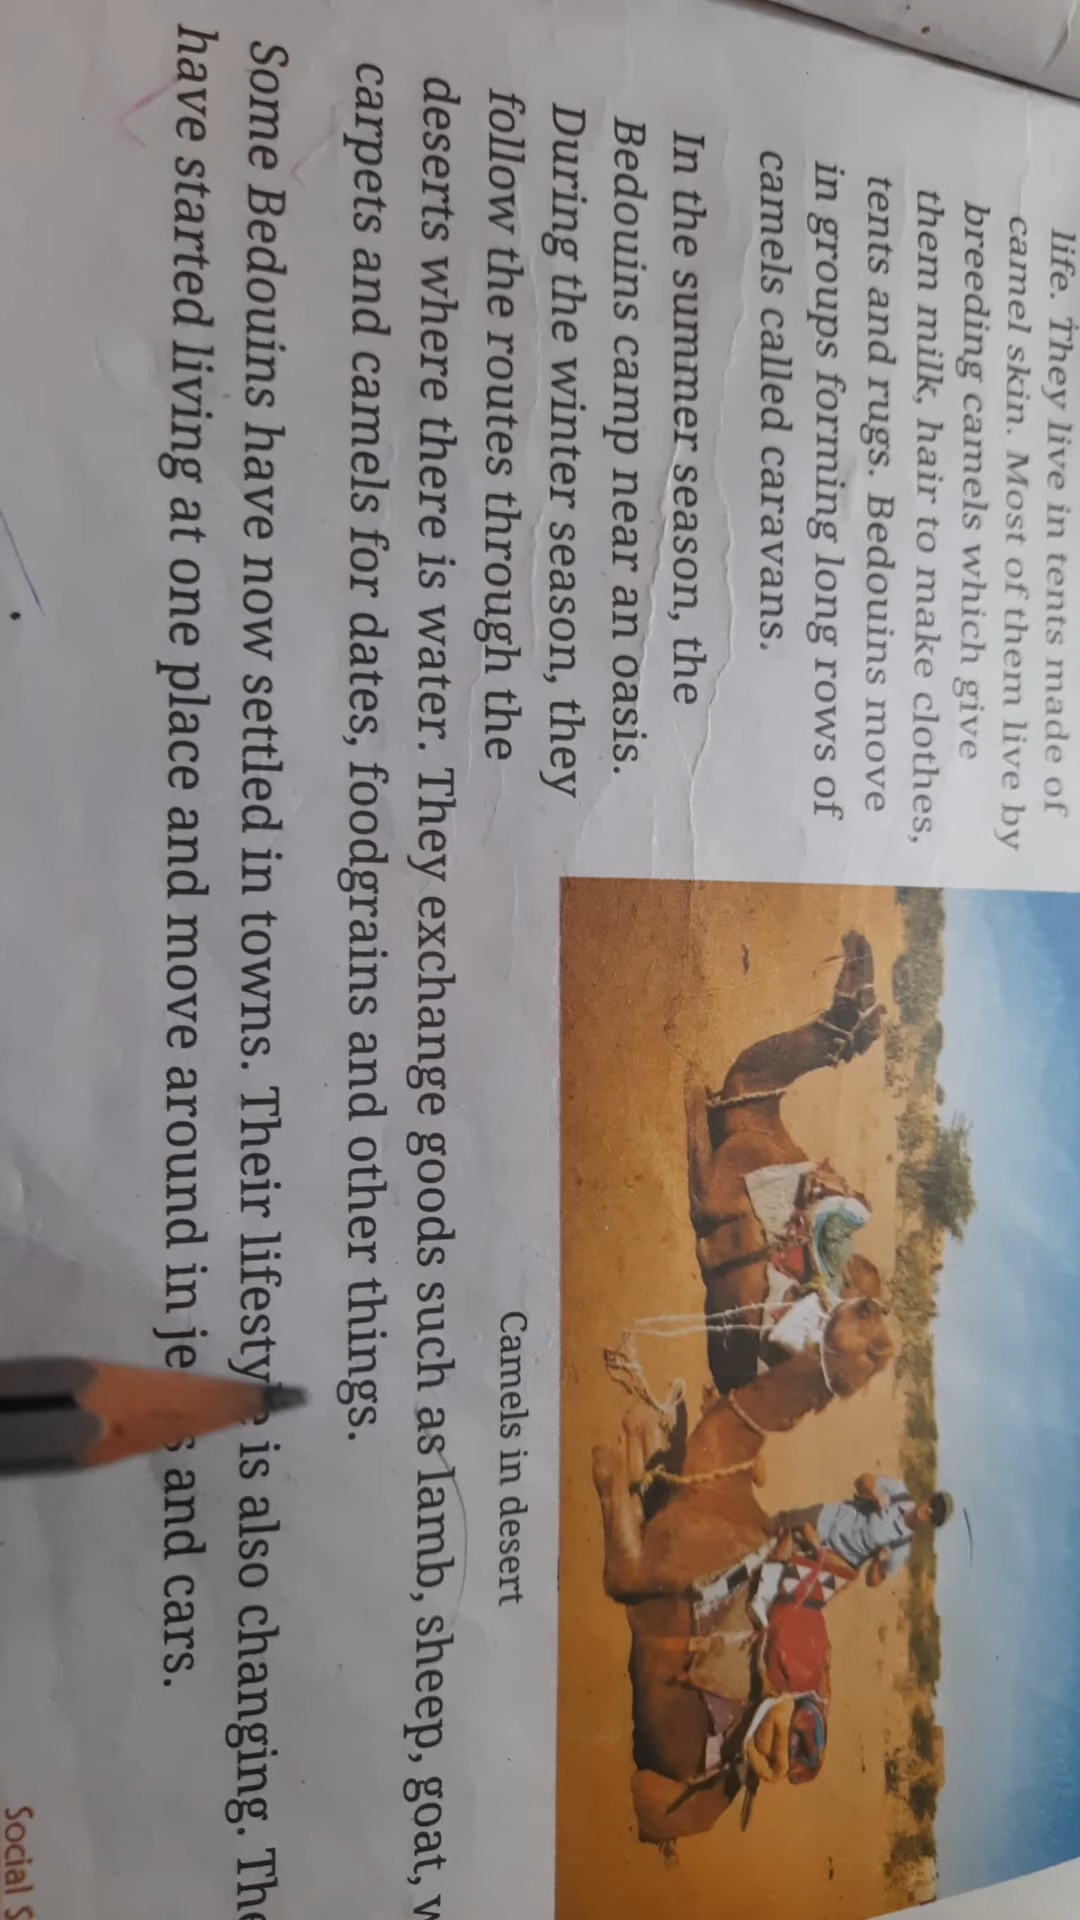 life. They live in tents made of
camel skin. Most of them live by
breeding camels which give
them milk, hair to make clothes,
tents and rugs. Bedouins move
in groups forming long rows of
camels called caravans.
In the summer season, the
Bedouins camp near an oasis.
During the winter season, they
follow the routes through the
deserts where there is water. They exchange goods such as lamb, sheep, goat,
carpets and camels for dates, foodgrains and other things.
Some Bedouins have now settled in towns. Their is also changing.
have started living at one place and move around in and cars.
Camels in desert
Social